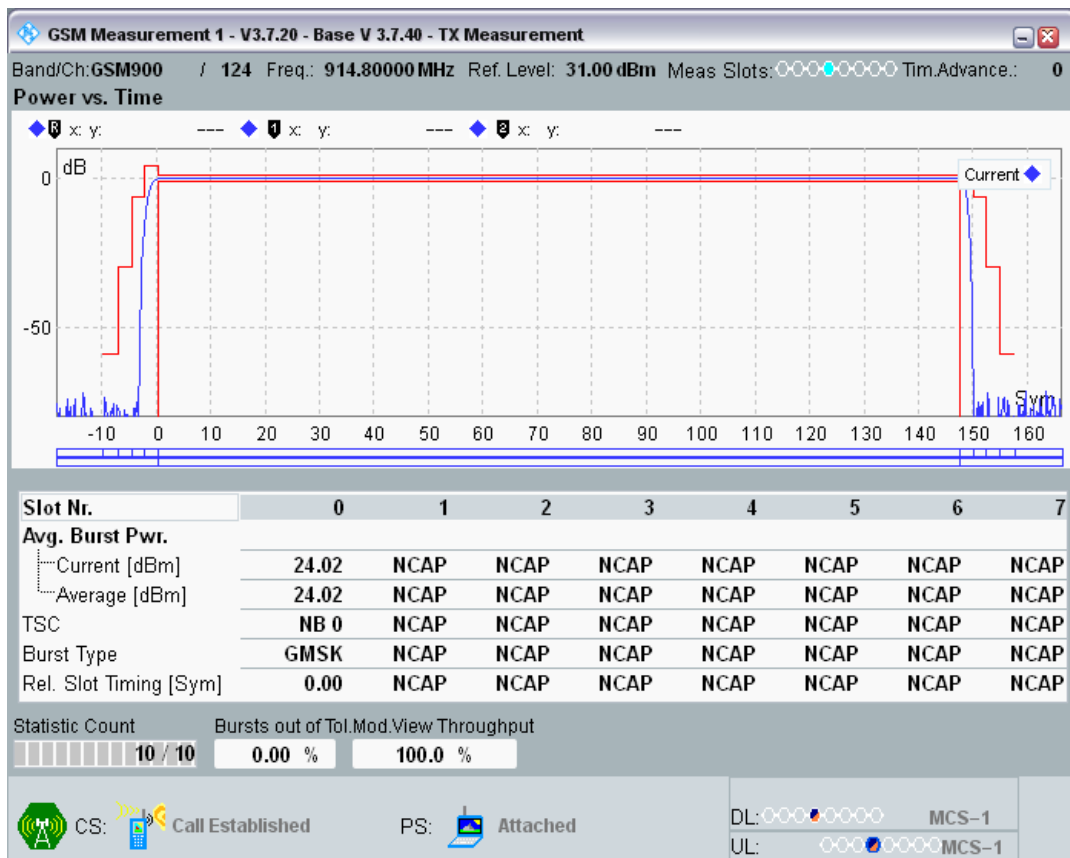 GSM Measurement 1 - V3.7.20 - Base V 3.7.40 - TX Measurement
Band/Ch:GSM900 / 124 Freq.: 914.80000 MHz Ref. Level: 31.00 dBm Meas Slots: Tim.Advance.: 0
Power vs. Time
R x: y: --- 1 x: y: --- 2 x: y: ---
dB
0
Current
-50
Sym
-10 0 10 20 30 40 50 60 70 80 90 100 110 120 130 140 150 160
Slot Nr. 0 1 2 3 4 5 6 7
Avg. Burst Pwr.
Current [dBm] 24.02 NCAP NCAP NCAP NCAP NCAP NCAP NCAP
Average [dBm] 24.02 NCAP NCAP NCAP NCAP NCAP NCAP NCAP
TSC NB 0 NCAP NCAP NCAP NCAP NCAP NCAP NCAP
Burst Type GMSK NCAP NCAP NCAP NCAP NCAP NCAP NCAP
Rel. Slot Timing [Sym] 0.00 NCAP NCAP NCAP NCAP NCAP NCAP NCAP
Statistic Count Bursts out of Tol. Mod.View Throughput
10 / 10 0.00 % 100.0 %
CS: Call Established PS: Attached
DL: MCS-1
UL: MCS-1